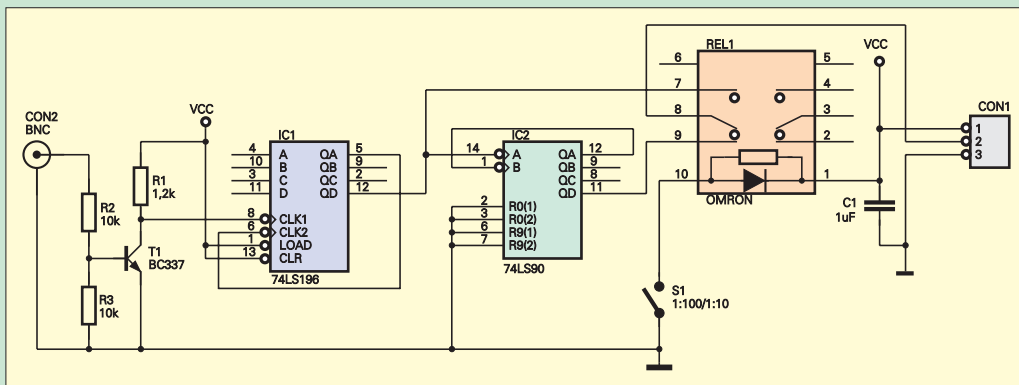 CON2
BNC
R2
10k
R3
10k
R1
1,2k
T1
BC337
VCC
IC1
4 A QA 5
10 B QB 9
3 C QC 2
11 D QD 12
8 CLK1
6 CLK2
1 LOAD
13 CLR
74LS196
IC2
14 A QA 12
1 B QB 9
QC 8
QD 11
2 R0(1)
3 R0(2)
6 R9(1)
7 R9(2)
74LS90
REL1
6 5
7 4
8 3
9 2
10 1
OMRON
S1
1:100/1:10
VCC
C1
1uF
CON1
1
2
3